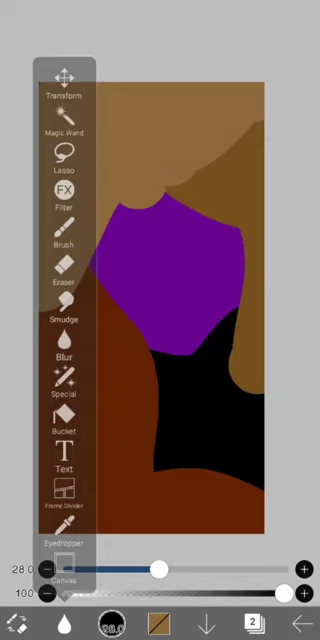 Transform
Magic Wand
Lasso
FX
Filter
Brush
Eraser
Smudge
Blur
Special
Bucket
T
Text
Frame Divider
Eyedropper
Canvas
28.0
100
28.0
2